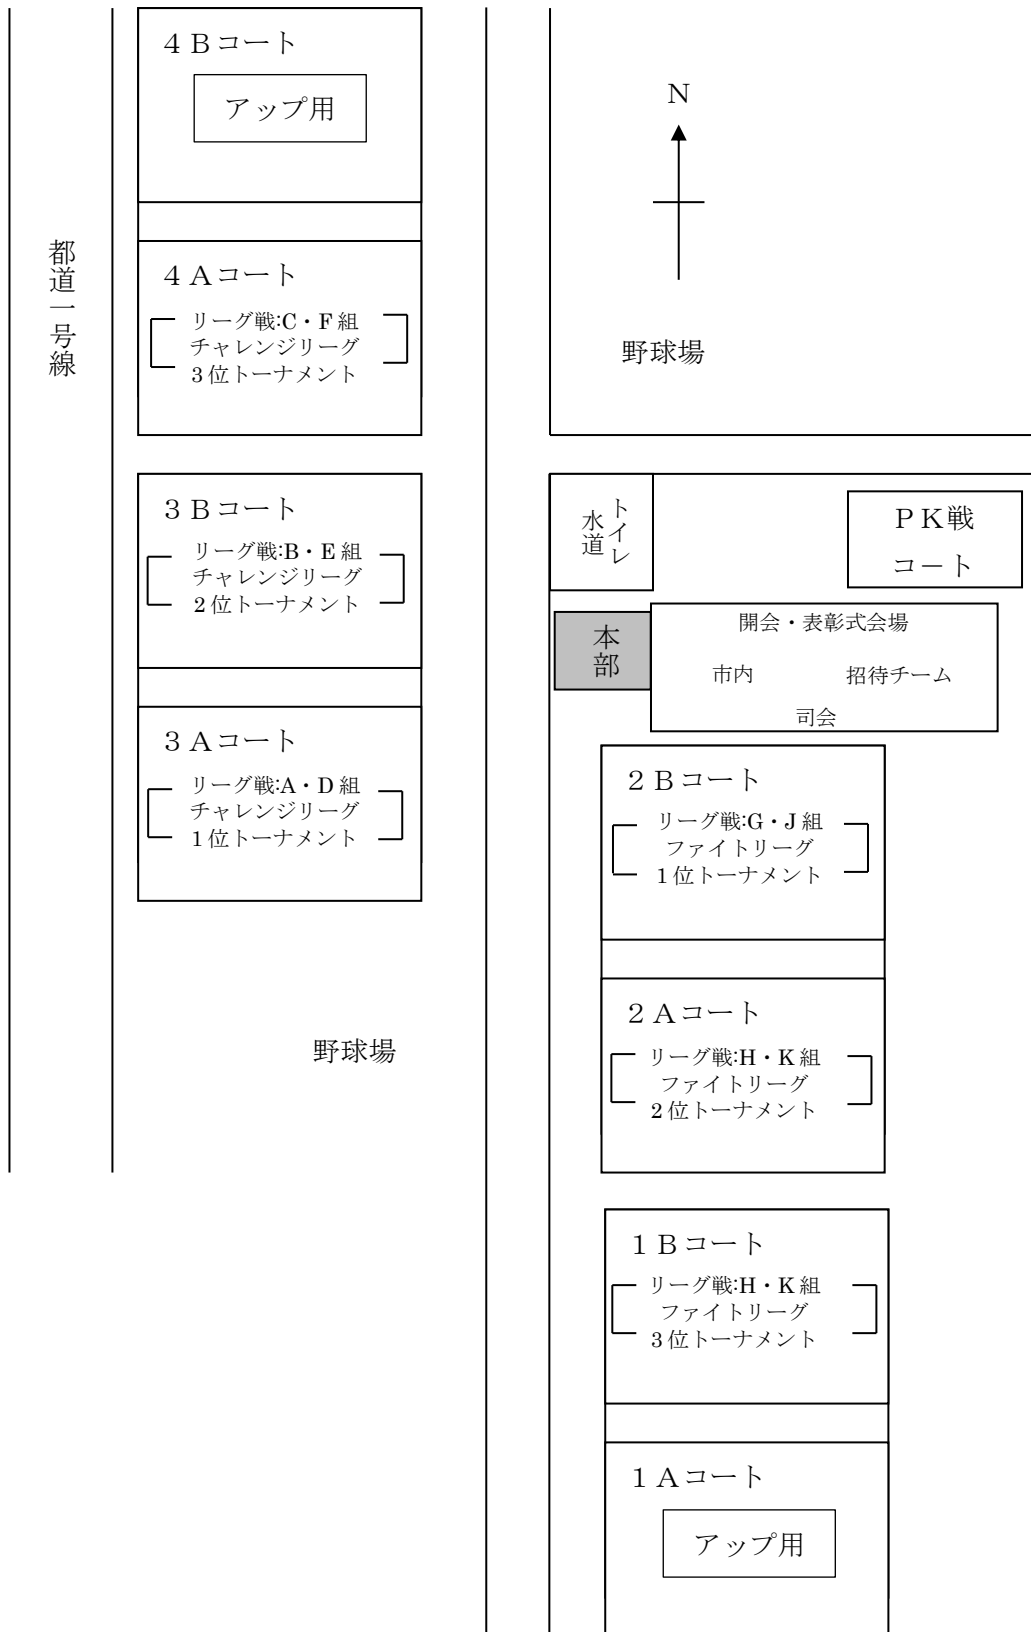 ４Ｂコート
アップ用
N
都道一号線
４Ａコート
リーグ戦:C・F 組
チャレンジリーグ
３位トーナメント
野球場
３Ｂコート
リーグ戦:B・E 組
チャレンジリーグ
２位トーナメント
トイレ
水道
ＰＫ戦
コート
本部
開会・表彰式会場
市内 招待チーム
司会
３Ａコート
リーグ戦:A・D 組
チャレンジリーグ
１位トーナメント
２Ｂコート
リーグ戦:G・J 組
ファイトリーグ
１位トーナメント
野球場
２Ａコート
リーグ戦:H・K 組
ファイトリーグ
２位トーナメント
１Ｂコート
リーグ戦:H・K 組
ファイトリーグ
３位トーナメント
１Ａコート
アップ用